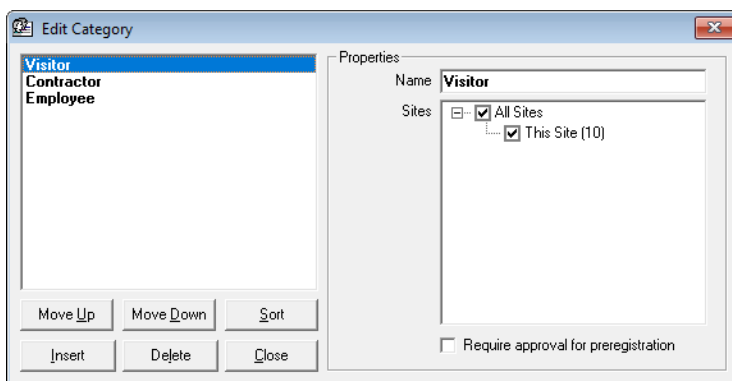 Edit Category
Visitor
Contractor
Employee
Move Up
Move Down
Sort
Insert
Delete
Close
Properties
Name Visitor
Sites
All Sites
This Site (10)
Require approval for preregistration